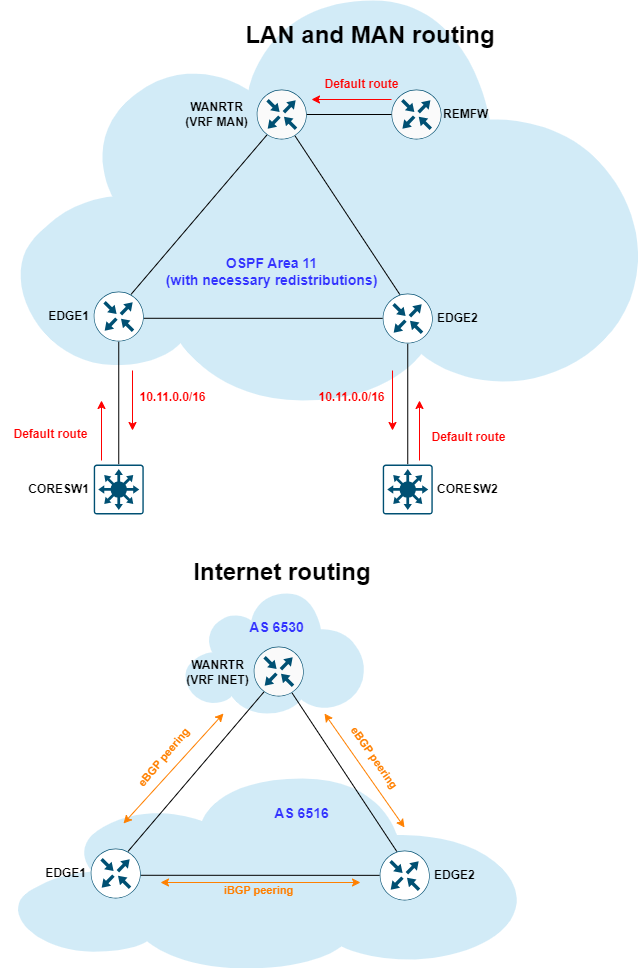 LAN and MAN routing
Default route
WANRTR
(VRF MAN)
REMFW
OSPF Area 11
(with necessary redistributions)
EDGE1
EDGE2
10.11.0.0/16
10.11.0.0/16
Default route
Default route
CORESW1
CORESW2
Internet routing
AS 6530
WANRTR
(VRF INET)
eBGP peering
eBGP peering
AS 6516
EDGE1
EDGE2
iBGP peering